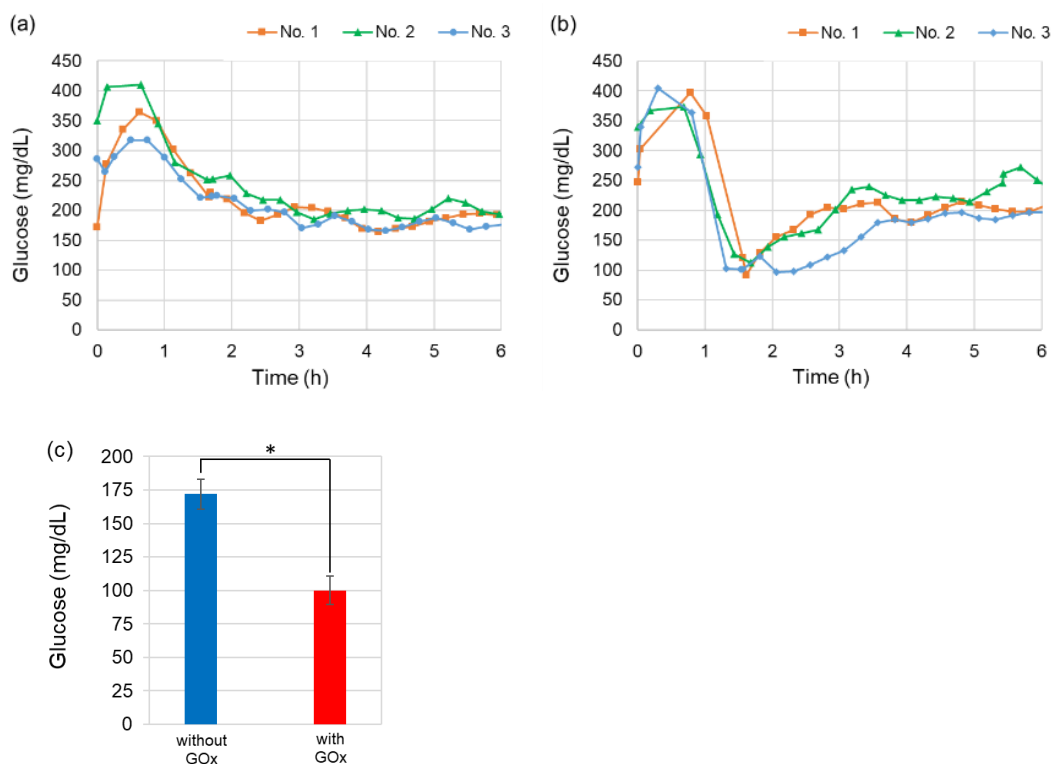 (a)
No. 1 No. 2 No. 3
450
400
350
300
250
200
150
100
50
0
Glucose (mg/dL)
0 1 2 3 4 5 6
Time (h)
(b)
No. 1 No. 2 No. 3
450
400
350
300
250
200
150
100
50
0
Glucose (mg/dL)
0 1 2 3 4 5 6
Time (h)
(c)
200
175
150
125
100
75
50
25
0
Glucose (mg/dL)
*
without
GOx
with
GOx